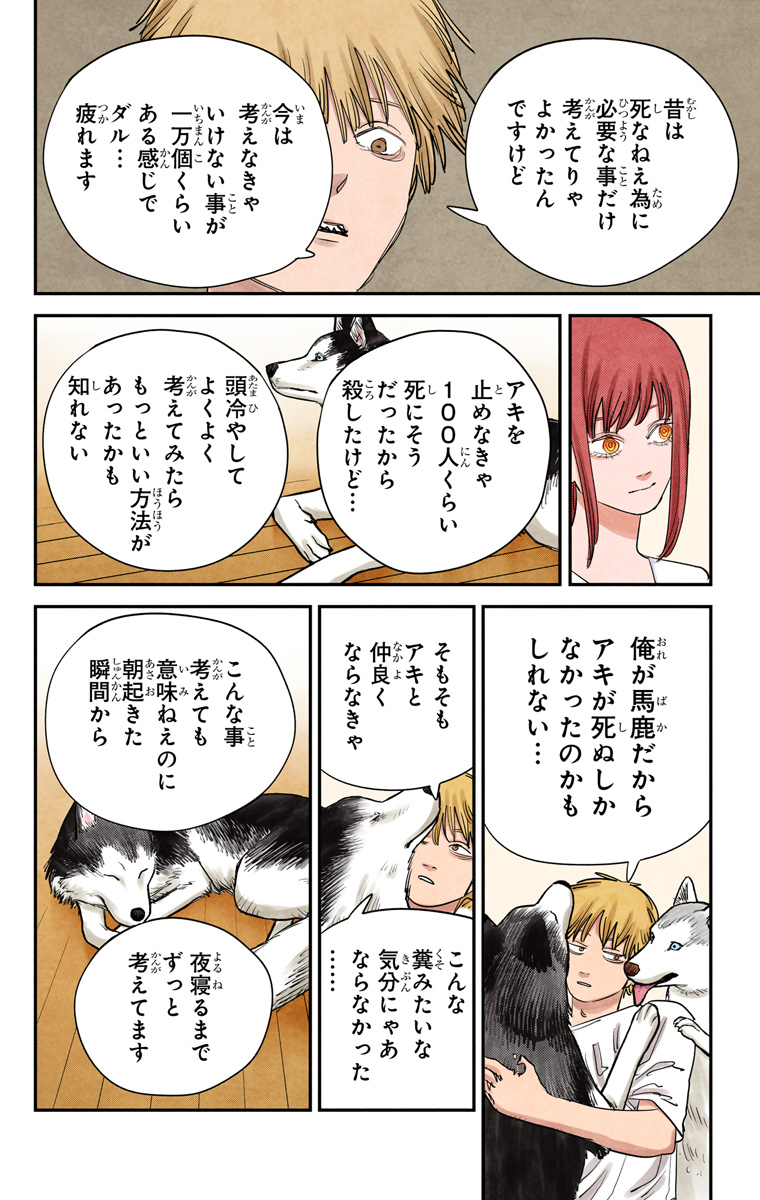 昔は
死なねえ為に
必要な事だけ
考えてりゃ
よかったん
ですけど
今は
考えなきゃ
いけない事が
一万個くらい
ある感じで
ダル…
疲れます
アキを
止めなきゃ
100人くらい
死にそう
だったから
殺したけど…
頭冷やして
よくよく
考えてみたら
もっといい方法が
あったかも
知れない
俺が馬鹿だから
アキが死ぬしか
なかったのかも
しれない…
そもそも
アキと
仲良く
ならなきゃ
こんな
糞みたいな
気分にゃあ
ならなかった
……
こんな事
考えても
意味ねえのに
朝起きた
瞬間から
夜寝るまで
ずっと
考えてます